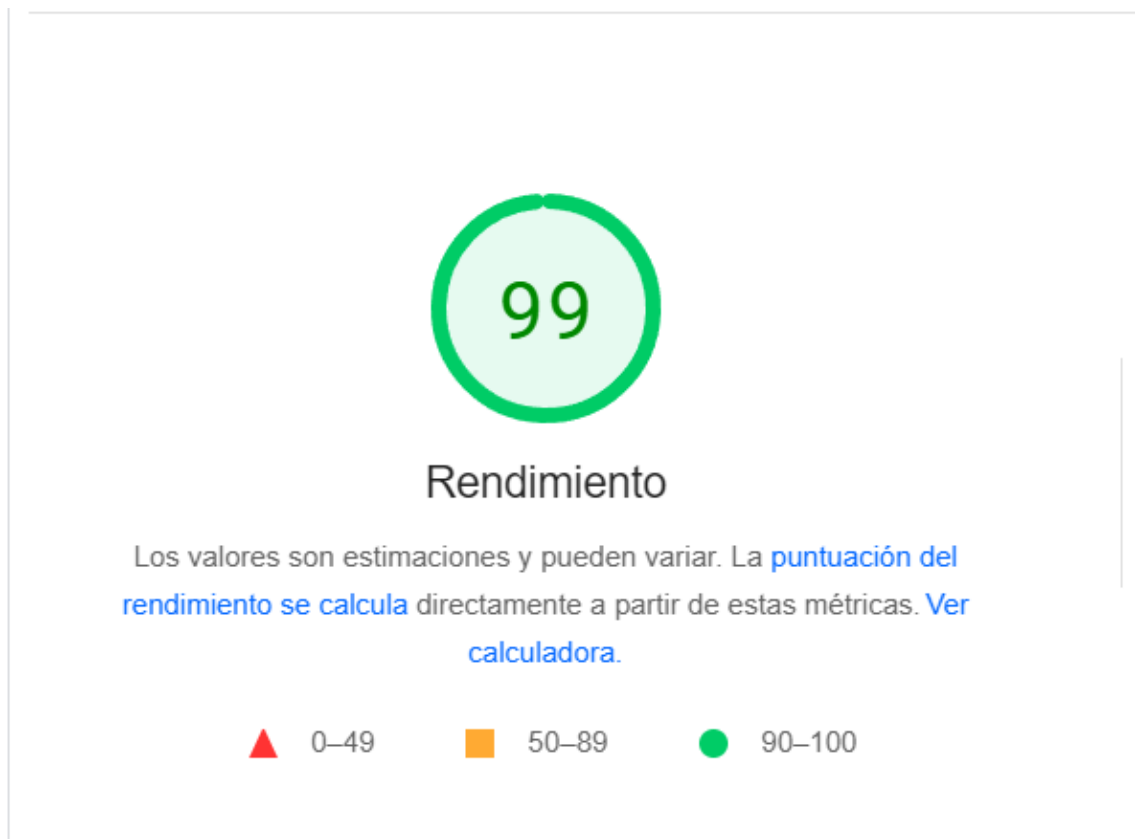 99
Rendimiento
Los valores son estimaciones y pueden variar. La puntuación del
rendimiento se calcula directamente a partir de estas métricas. Ver
calculadora.
0–49 50–89 90–100